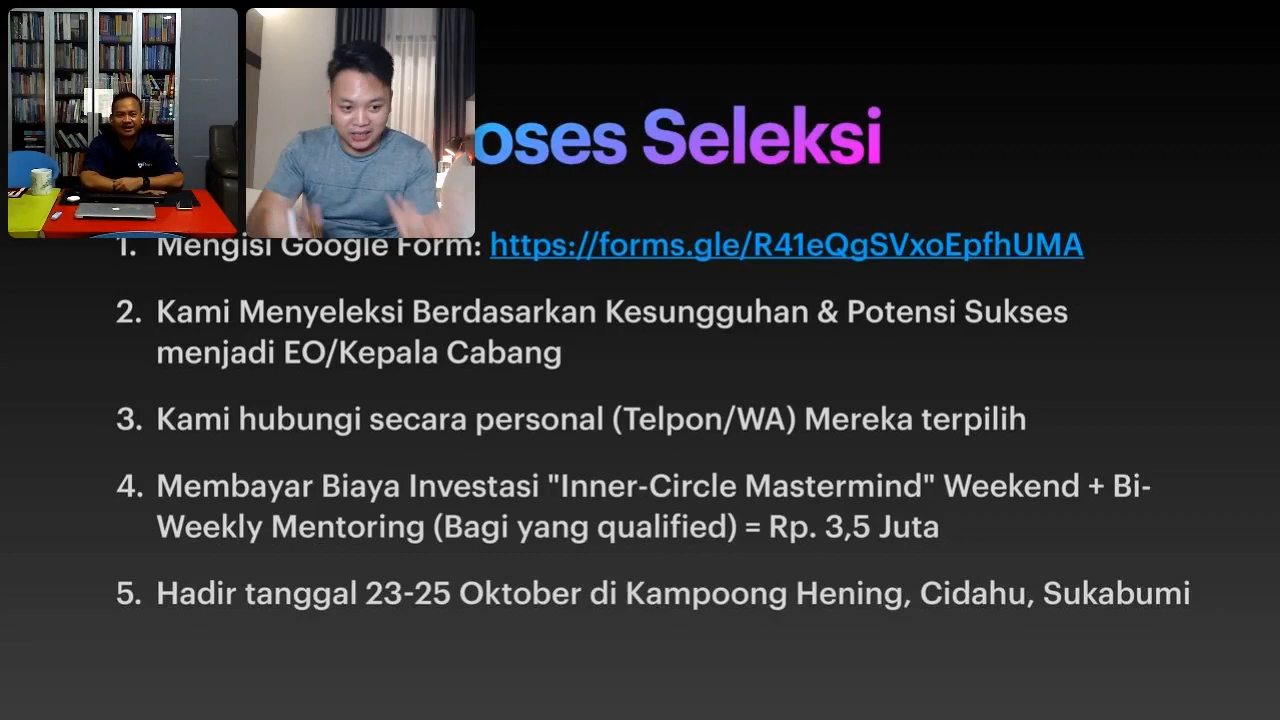 oses Seleksi
1. Mengisi Google Form: https://forms.gle/R41eQgSVxoEpfhUMA
2. Kami Menyeleksi Berdasarkan Kesungguhan & Potensi Sukses
menjadi EO/Kepala Cabang
3. Kami hubungi secara personal (Telpon/WA) Mereka terpilih
4. Membayar Biaya Investasi "Inner-Circle Mastermind" Weekend + Bi-
Weekly Mentoring (Bagi yang qualified) = Rp. 3,5 Juta
5. Hadir tanggal 23-25 Oktober di Kampoong Hening, Cidahu, Sukabumi